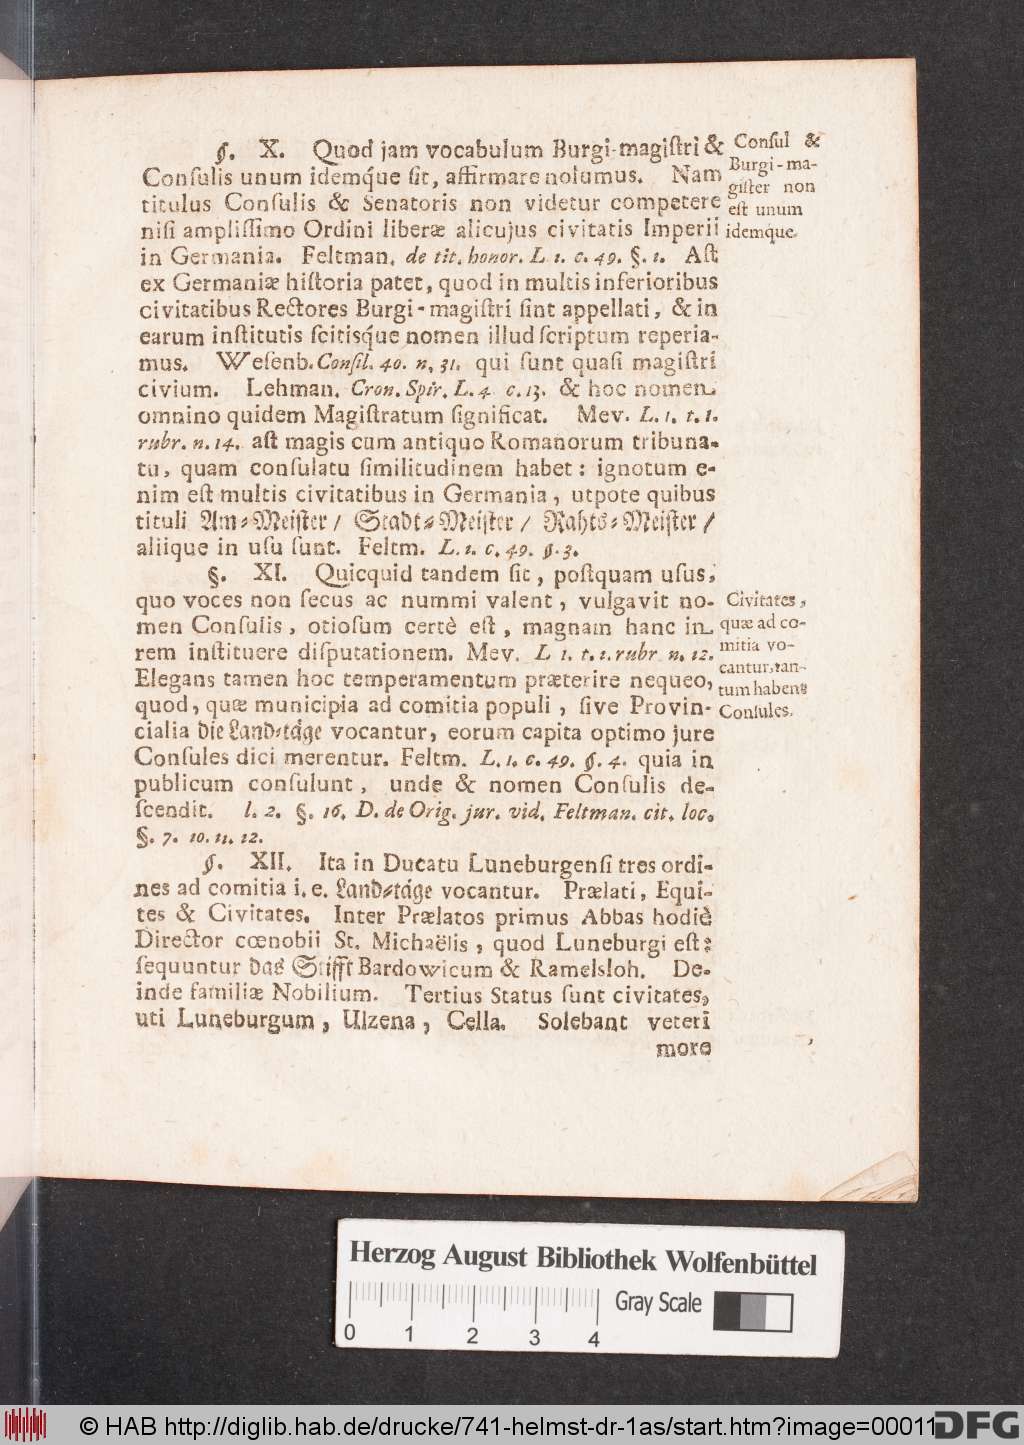 §. X. Quod jam vocabulum Burgi-magiſtri &
Conſulis unum idemq́ue ſit, affirmare nolumus. Nam
titulus Conſulis & Senatoris non videtur competere
niſi ampliſſimo Ordini liberæ alicujus civitatis Imperii
in Germania. Feltman. de tit. honor. L 1. c. 49. §. 1. Aſt
ex Germaniæ hiſtoria patet, quod in multis inferioribus
civitatibus Rectores Burgi-magiſtri ſint appellati, & in
earum inſtitutis ſcitisq́ue nomen illud ſcriptum reperia-
mus. Weſenb. Conſil. 40. n. 31. qui ſunt quaſi magiſtri
civium. Lehman. Cron. Spir. L. 4 c. 13. & hoc nomen
omnino quidem Magiſtratum ſignificat. Mev. L. 1. t. 1.
rubr. n. 14. aſt magis cum antiquo Romanorum tribuna-
tu, quam conſulatu ſimilitudinem habet: ignotum e-
nim eſt multis civitatibus in Germania, utpote quibus
tituli Am-Meiſter / Stadt-Meiſter / Rahts-Meiſter /
aliique in uſu ſunt. Feltm. L. 1. c. 49. §. 3.
§. XI. Quicquid tandem ſit, poſtquam uſus,
quo voces non ſecus ac nummi valent, vulgavit no-
men Conſulis, otioſum certè eſt, magnam hanc in
rem inſtituere diſputationem. Mev. L 1. t. 1. rubr n. 12.
Elegans tamen hoc temperamentum præterire nequeo,
quod, quæ municipia ad comitia populi, ſive Provin-
cialia die Land-täge vocantur, eorum capita optimo jure
Conſules dici merentur. Feltm. L. 1. c. 49. §. 4. quia in
publicum conſulunt, unde & nomen Conſulis de-
ſcendit. l. 2. §. 16. D. de Orig. jur. vid. Feltman. cit. loc.
§. 7. 10. 11. 12.
§. XII. Ita in Ducatu Luneburgenſi tres ordi-
nes ad comitia i. e. Land-täge vocantur. Prælati, Equi-
tes & Civitates. Inter Prælatos primus Abbas hodiè
Director cœnobii St. Michaëlis, quod Luneburgi eſt:
ſequuntur das Stifft Bardowicum & Ramelsloh. De-
inde familiæ Nobilium. Tertius Status ſunt civitates,
uti Luneburgum, Ulzena, Cella. Solebant veteri
more
Conſul &
Burgi-ma-
giſter non
eſt unum
idemque.
Civitates,
quæ ad co-
mitia vo-
cantur, tan-
tum habent
Conſules.
Herzog August Bibliothek Wolfenbüttel
Gray Scale
0 1 2 3 4
© HAB http://diglib.hab.de/drucke/741-helmst-dr-1as/start.htm?image=00011
DFG